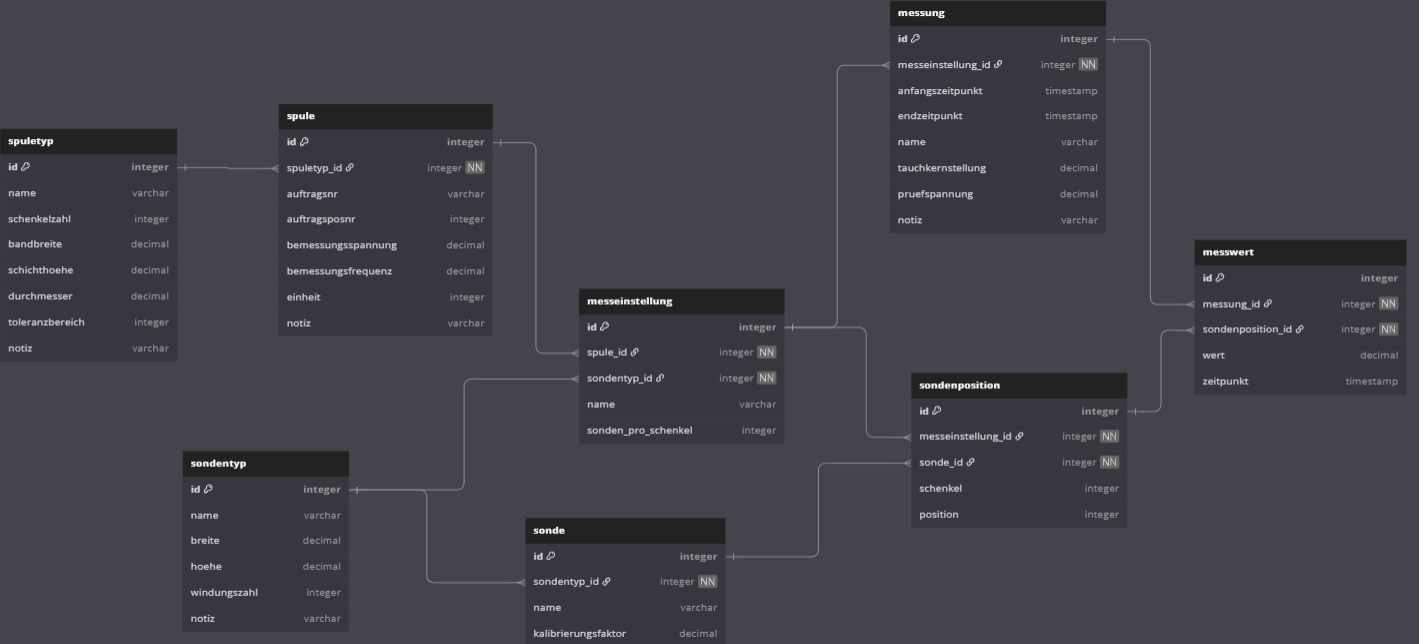 spuletyp
id integer
name varchar
schenkelzahl integer
bandbreite decimal
schichthoehe decimal
durchmesser decimal
toleranzbereich integer
notiz varchar
spule
id integer
spuletyp_id integer NN
auftragsnr varchar
auftragsposnr integer
bemessungsspannung decimal
bemessungsfrequenz decimal
einheit integer
notiz varchar
sondentyp
id integer
name varchar
breite decimal
hoehe decimal
windungszahl integer
notiz varchar
messeinstellung
id integer
spule_id integer NN
sondentyp_id integer NN
name varchar
sonden_pro_schenkel integer
sonde
id integer
sondentyp_id integer NN
name varchar
kalibrierungsfaktor decimal
messung
id integer
messeinstellung_id integer NN
anfangszeitpunkt timestamp
endzeitpunkt timestamp
name varchar
tauchkernstellung decimal
pruefspannung decimal
notiz varchar
sondenposition
id integer
messeinstellung_id integer NN
sonde_id integer NN
schenkel integer
position integer
messwert
id integer
messung_id integer NN
sondenposition_id integer NN
wert decimal
zeitpunkt timestamp